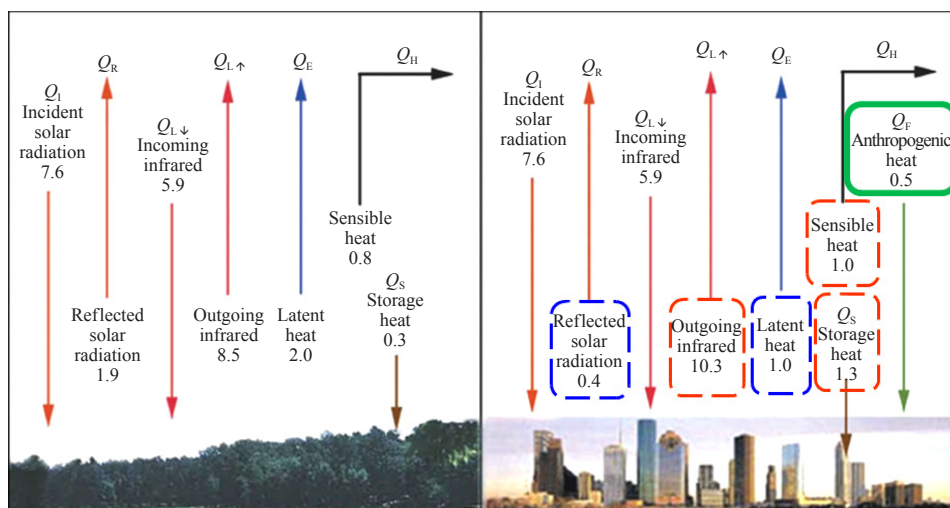 Q_I
Incident
solar
radiation
7.6
Q_R
Reflected
solar
radiation
1.9
Q_L↓
Incoming
infrared
5.9
Q_L↑
Outgoing
infrared
8.5
Q_E
Latent
heat
2.0
Q_H
Sensible
heat
0.8
Q_S
Storage
heat
0.3
Q_I
Incident
solar
radiation
7.6
Q_R
Reflected
solar
radiation
0.4
Q_L↓
Incoming
infrared
5.9
Q_L↑
Outgoing
infrared
10.3
Q_E
Latent
heat
1.0
Q_H
Sensible
heat
1.0
Q_S
Storage
heat
1.3
Q_F
Anthropogenic
heat
0.5